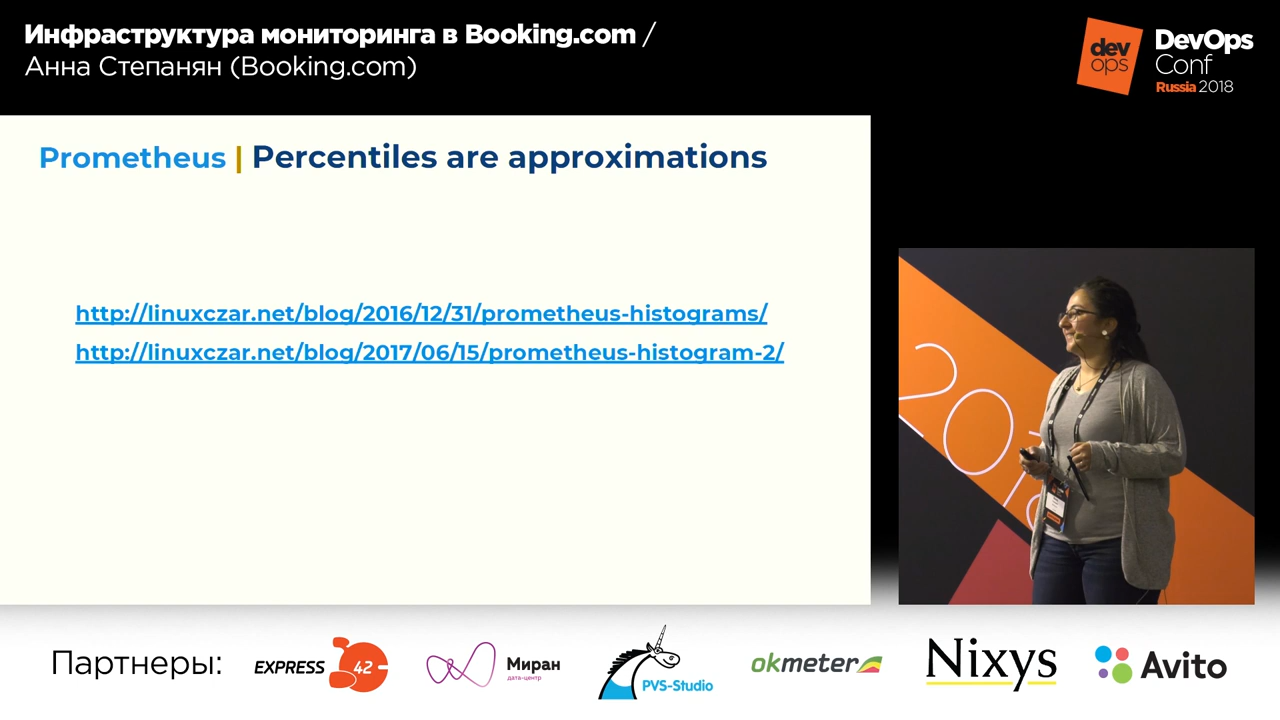 Инфраструктура мониторинга в Booking.com /
Анна Степанян (Booking.com)
dev
ops
DevOps
Conf
Russia 2018
Prometheus | Percentiles are approximations
http://linuxczar.net/blog/2016/12/31/prometheus-histograms/
http://linuxczar.net/blog/2017/06/15/prometheus-histogram-2/
2018
Партнеры:
EXPRESS 42
Миран
дата-центр
PVS-Studio
okmeter
Nixys
Avito